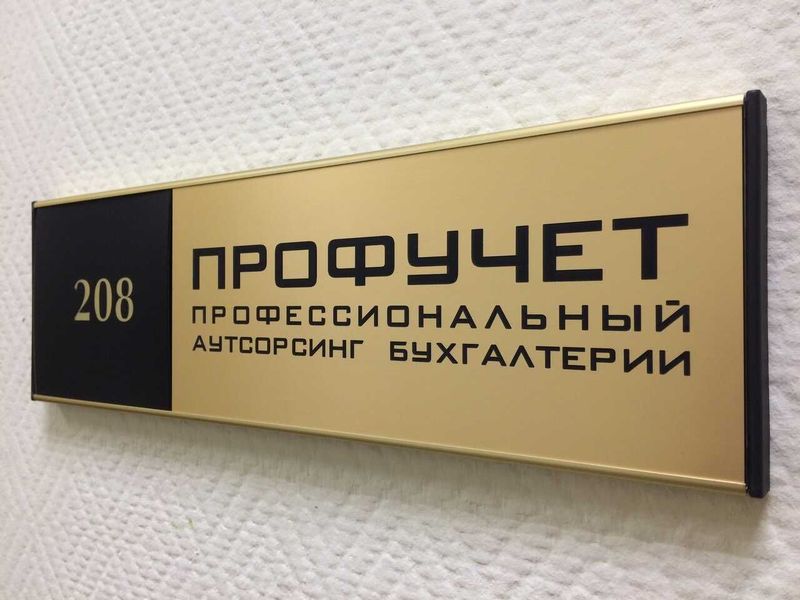 208
ПРОФУЧЕТ
ПРОФЕССИОНАЛЬНЫЙ
АУТСОРСИНГ БУХГАЛТЕРИИ